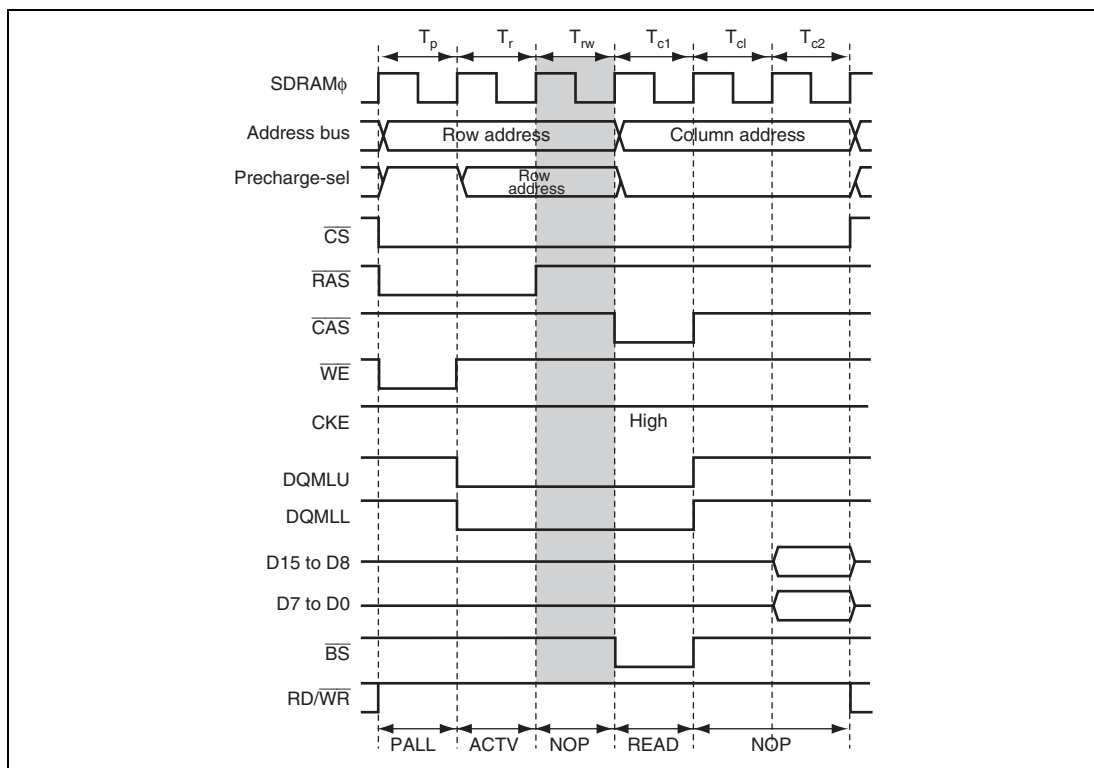 Tp Tr Trw Tc1 Tcl Tc2
SDRAMϕ
Address bus Row address Column address
Precharge-sel Row address
CS
RAS
CAS
WE
CKE High
DQMLU
DQMLL
D15 to D8
D7 to D0
BS
RD/WR
PALL ACTV NOP READ NOP